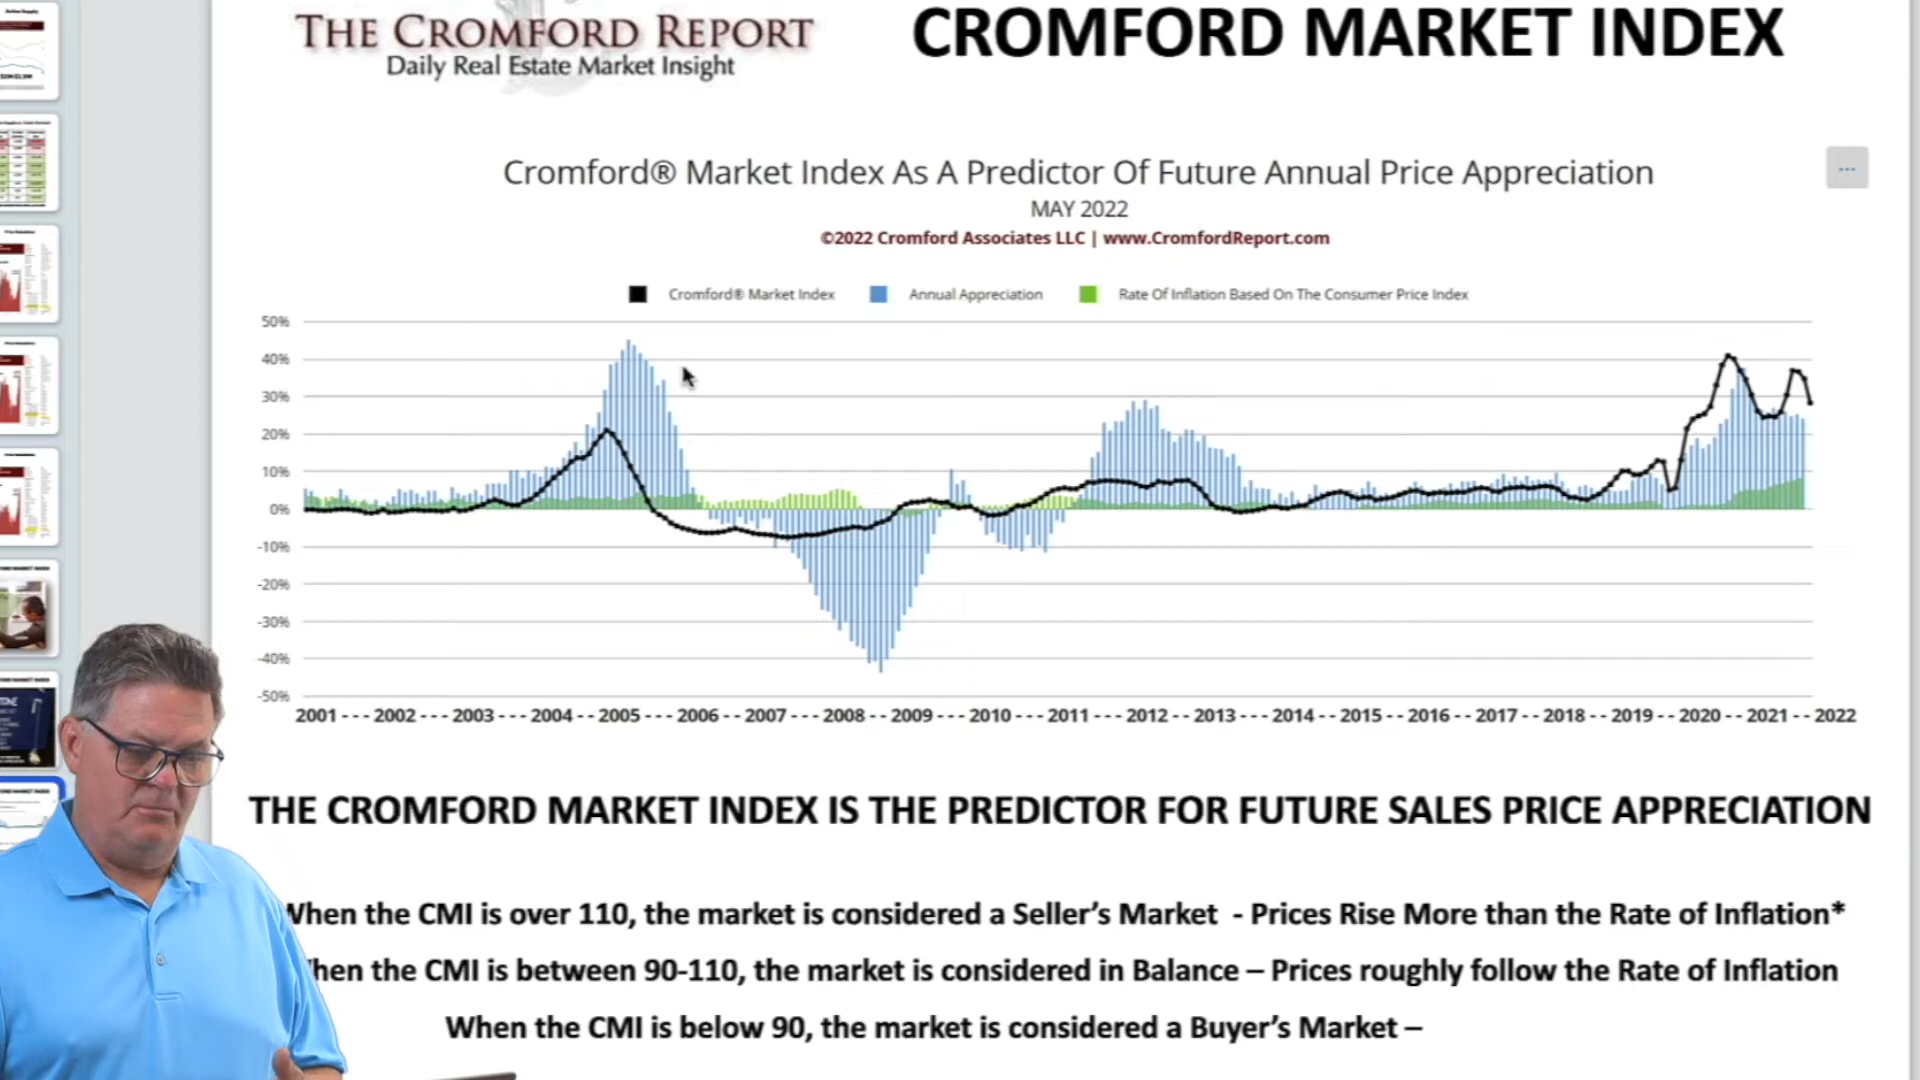 THE CROMFORD REPORT
Daily Real Estate Market Insight
CROMFORD MARKET INDEX
Cromford® Market Index As A Predictor Of Future Annual Price Appreciation
MAY 2022
©2022 Cromford Associates LLC | www.CromfordReport.com
Cromford® Market Index
Annual Appreciation
Rate Of Inflation Based On The Consumer Price Index
50%
40%
30%
20%
10%
0%
-10%
-20%
-30%
-40%
-50%
2001 - - - 2002 - - - 2003 - - - 2004 - - 2005 - - - 2006 - - 2007 - - - 2008 - - 2009 - - - 2010 - - - 2011 - - - 2012 - - 2013 - - - 2014 - - 2015 - - - 2016 - - 2017 - - 2018 - - 2019 - - 2020 - - 2021 - - 2022
THE CROMFORD MARKET INDEX IS THE PREDICTOR FOR FUTURE SALES PRICE APPRECIATION
When the CMI is over 110, the market is considered a Seller's Market - Prices Rise More than the Rate of Inflation*
hen the CMI is between 90-110, the market is considered in Balance – Prices roughly follow the Rate of Inflation
When the CMI is below 90, the market is considered a Buyer's Market –